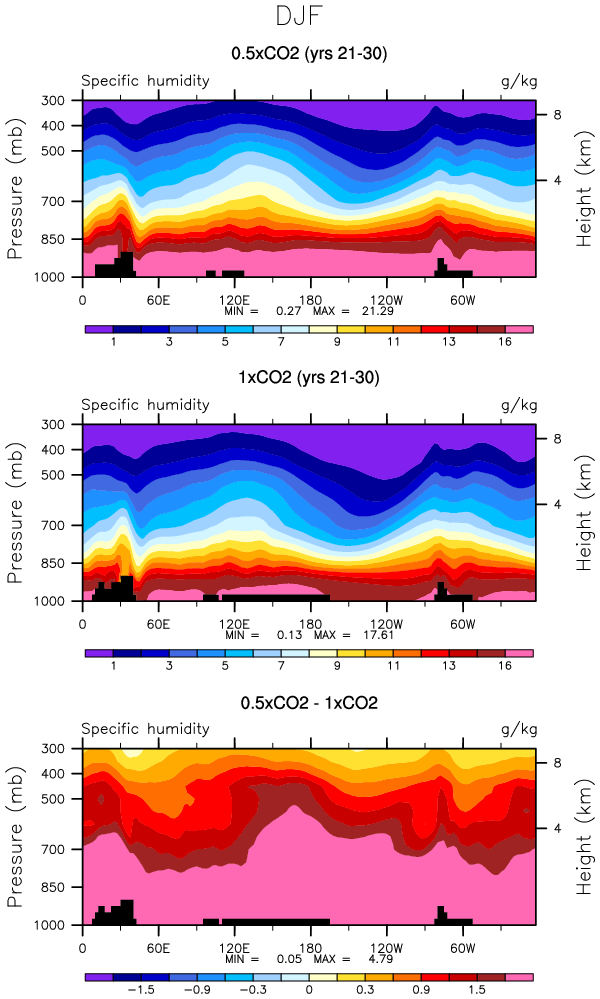 DJF
0.5xCO2 (yrs 21-30)
Specific humidity g/kg
Pressure (mb)
300
400
500
700
850
1000
8
4
Height (km)
0 60E 120E 180 120W 60W
MIN = 0.27 MAX = 21.29
1 3 5 7 9 11 13 16
1xCO2 (yrs 21-30)
Specific humidity g/kg
Pressure (mb)
300
400
500
700
850
1000
8
4
Height (km)
0 60E 120E 180 120W 60W
MIN = 0.13 MAX = 17.61
1 3 5 7 9 11 13 16
0.5xCO2 - 1xCO2
Specific humidity g/kg
Pressure (mb)
300
400
500
700
850
1000
8
4
Height (km)
0 60E 120E 180 120W 60W
MIN = 0.05 MAX = 4.79
−1.5 −0.9 −0.3 0 0.3 0.9 1.5